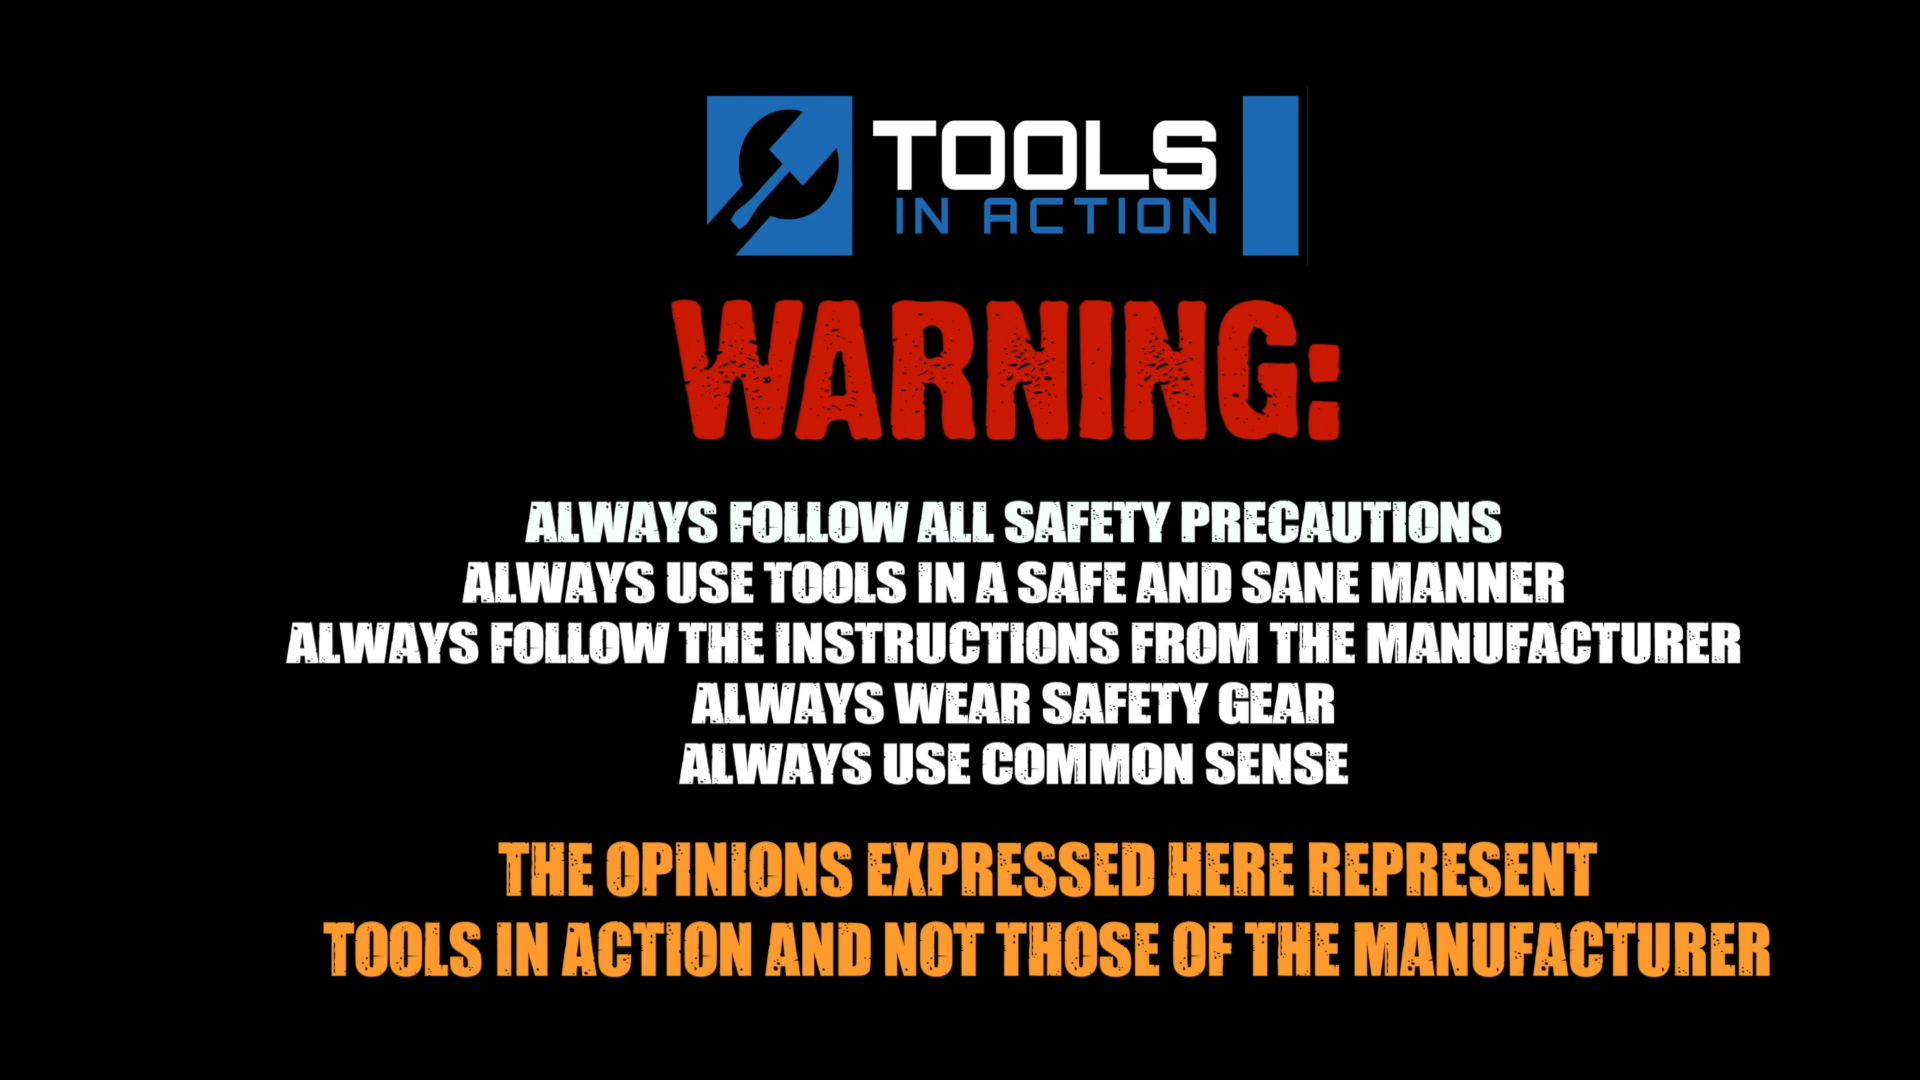 TOOLS
IN ACTION
WARNING:
ALWAYS FOLLOW ALL SAFETY PRECAUTIONS
ALWAYS USE TOOLS IN A SAFE AND SANE MANNER
ALWAYS FOLLOW THE INSTRUCTIONS FROM THE MANUFACTURER
ALWAYS WEAR SAFETY GEAR
ALWAYS USE COMMON SENSE
THE OPINIONS EXPRESSED HERE REPRESENT
TOOLS IN ACTION AND NOT THOSE OF THE MANUFACTURER